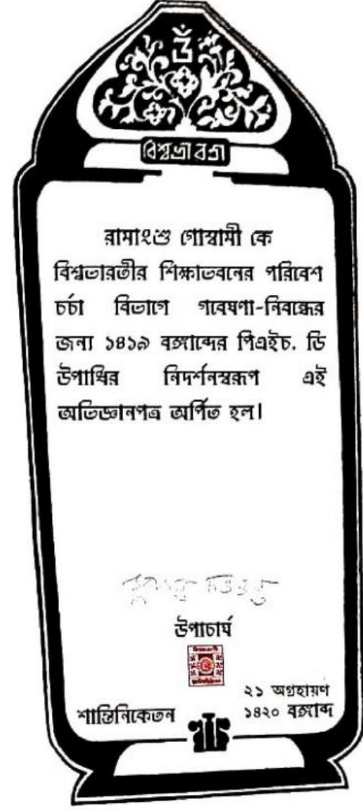 বিশ্বভারতী
রামাংশু গোস্বামী কে
বিশ্বভারতীর শিক্ষাভবনের পরিবেশ
চর্চা বিভাগে গবেষণা-নিবন্ধের
জন্য ১৪১৯ বঙ্গাব্দের পিএইচ. ডি
উপাধির নিদর্শনস্বরূপ এই
অভিজ্ঞানপত্র অর্পিত হল।
উপাচার্য
২১ অগ্রহায়ণ
শান্তিনিকেতন ১৪২০ বঙ্গাব্দ